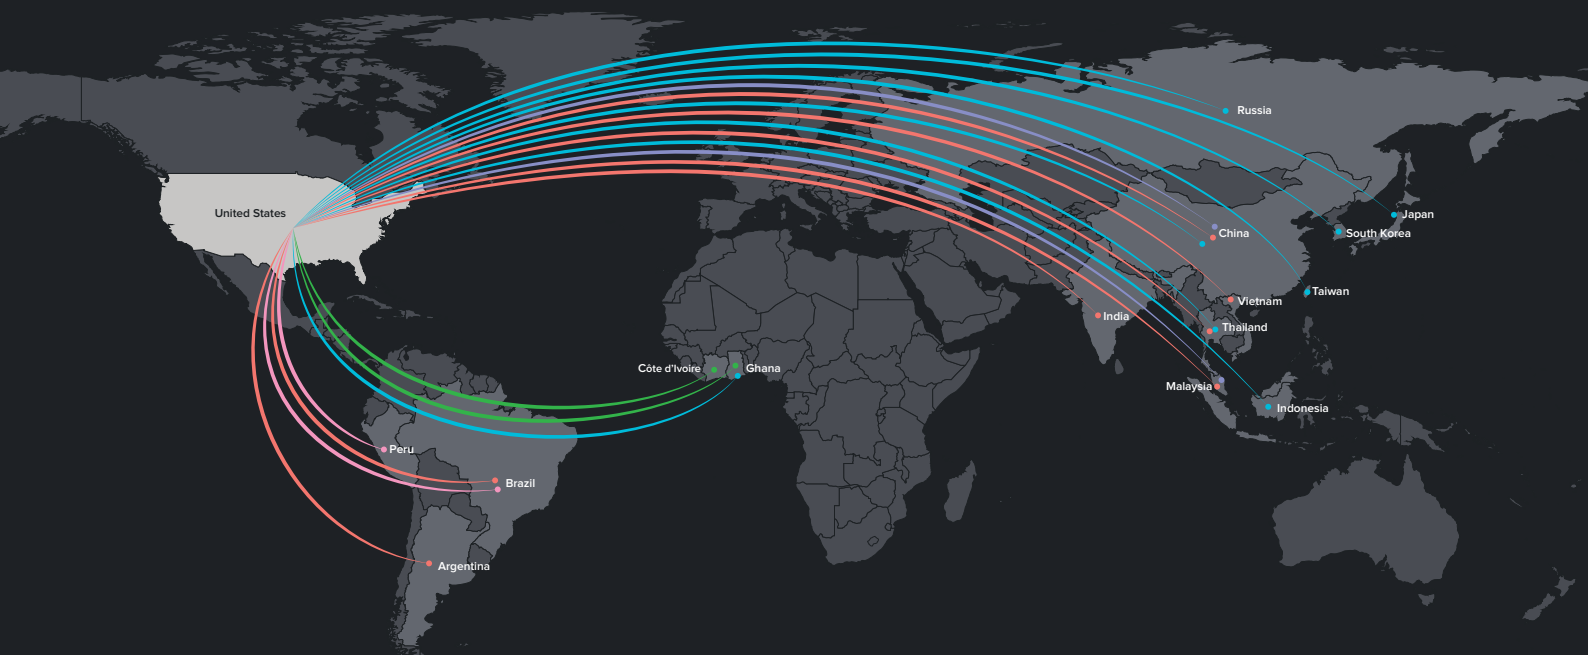 Russia
United States
Japan
China
South Korea
Taiwan
Vietnam
India
Thailand
Côte d'Ivoire
Ghana
Malaysia
Indonesia
Peru
Brazil
Argentina